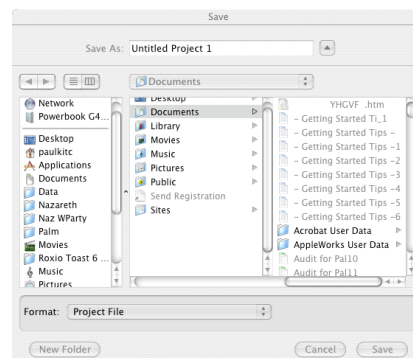 Save
Save As: Untitled Project 1
Documents
Network
Powerbook G4...
Desktop
paulkitc
Applications
Documents
Data
Nazareth
Naz WParty
Palm
Movies
Roxio Toast 6 ...
Music
Pictures
Desktop
Documents
Library
Movies
Music
Pictures
Public
Send Registration
Sites
YHGVF .htm
– Getting Started Ti_1
– Getting Started Tips –
– Getting Started Tips –1
– Getting Started Tips –2
– Getting Started Tips –3
– Getting Started Tips –4
– Getting Started Tips –5
– Getting Started Tips –6
Acrobat User Data
AppleWorks User Data
Audit for Pal10
Audit for Pal11
Format: Project File
New Folder
Cancel
Save